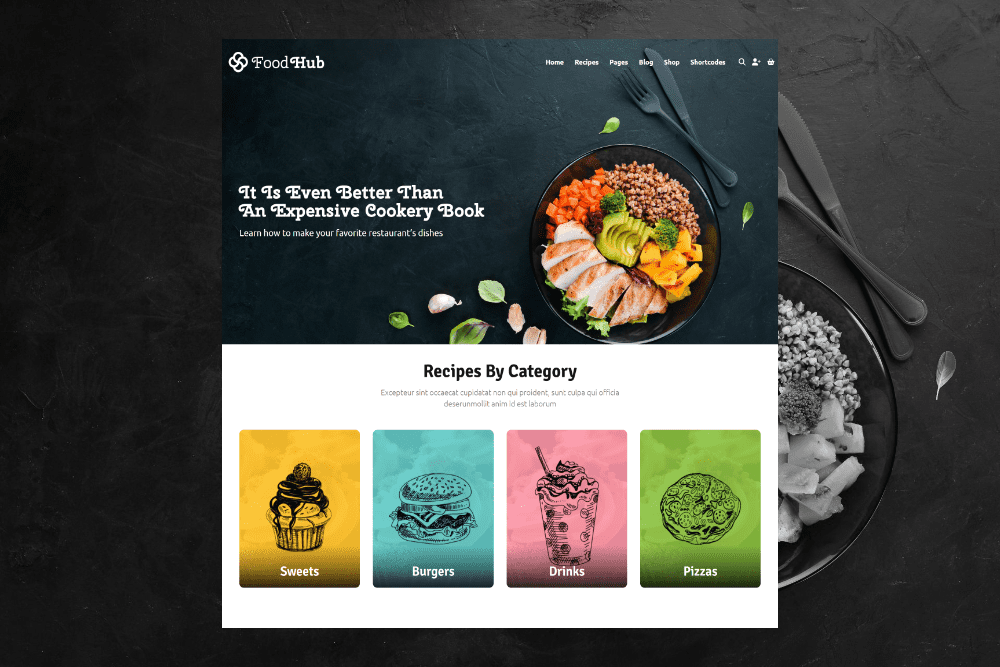 FoodHub
Home Recipes Pages Blog Shop Shortcodes
It Is Even Better Than
An Expensive Cookery Book
Learn how to make your favorite restaurant's dishes
Recipes By Category
Excepteur sint occaecat cupidatat non qui proident, sunt culpa qui officia
deserunmollit anim id est laborum
Sweets
Burgers
Drinks
Pizzas